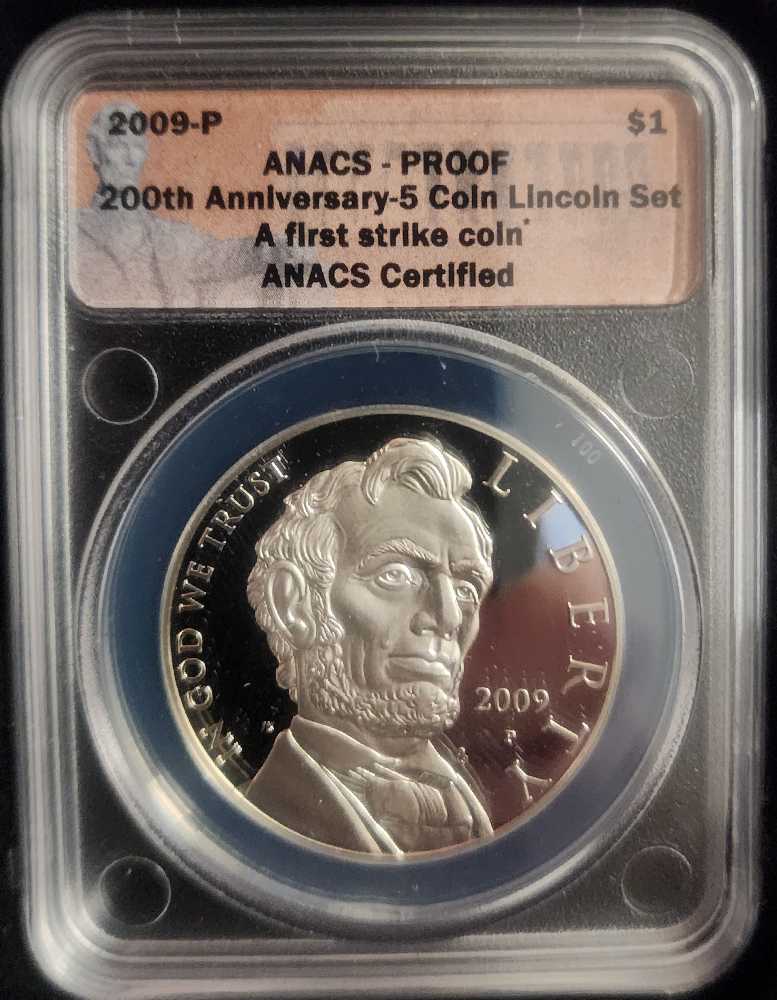 2009-P $1
ANACS - PROOF
200th Anniversary-5 Coin Lincoln Set
A first strike coin*
ANACS Certified
100
IN GOD WE TRUST
LIBERTY
2009
P